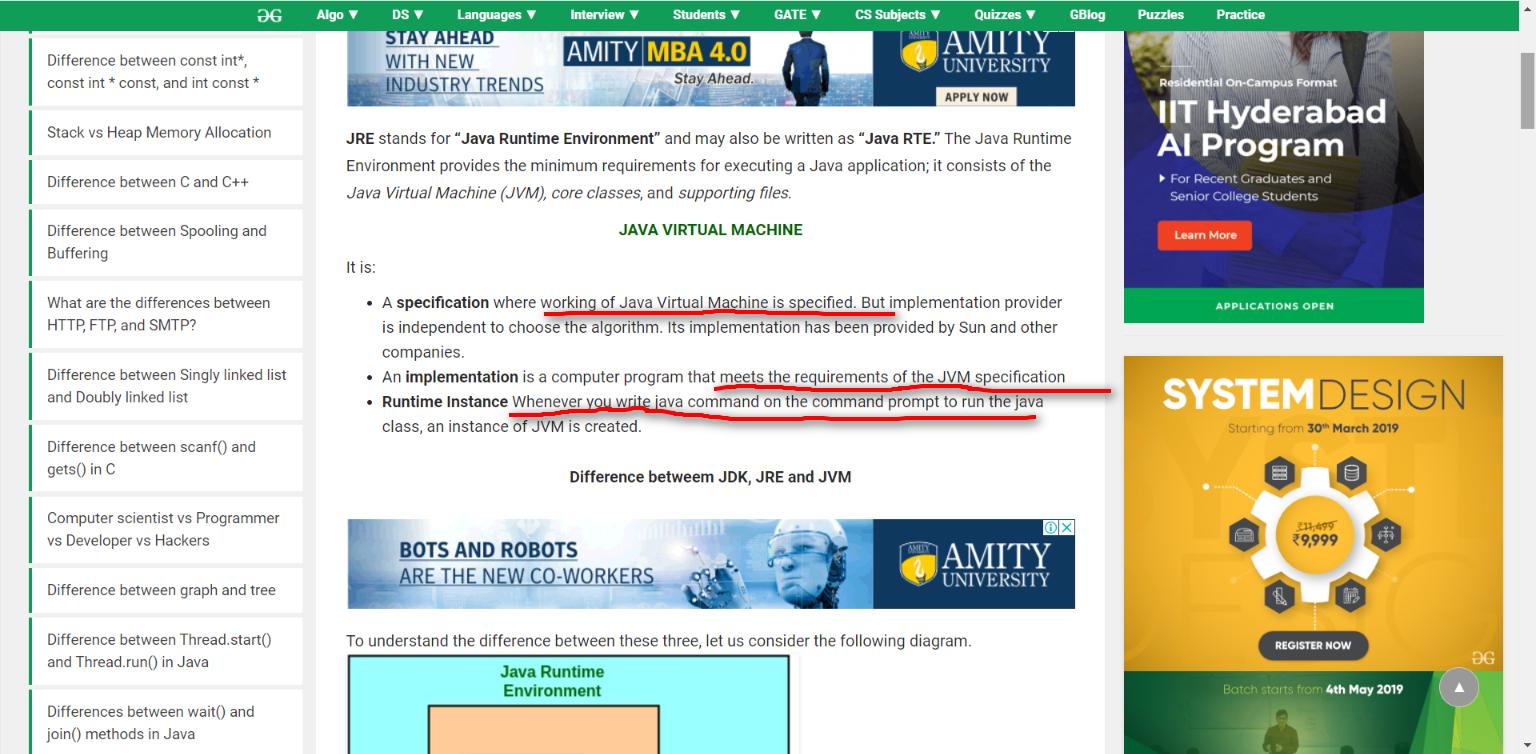 Algo ▼ DS ▼ Languages ▼ Interview ▼ Students ▼ GATE ▼ CS Subjects ▼ Quizzes ▼ GBlog Puzzles Practice
Difference between const int*,
const int * const, and int const *
Stack vs Heap Memory Allocation
Difference between C and C++
Difference between Spooling and
Buffering
What are the differences between
HTTP, FTP, and SMTP?
Difference between Singly linked list
and Doubly linked list
Difference between scanf() and
gets() in C
Computer scientist vs Programmer
vs Developer vs Hackers
Difference between graph and tree
Difference between Thread.start()
and Thread.run() in Java
Differences between wait() and
join() methods in Java
STAY AHEAD
WITH NEW
INDUSTRY TRENDS
AMITY MBA 4.0
Stay Ahead.
AMITY
UNIVERSITY
APPLY NOW
JRE stands for “Java Runtime Environment” and may also be written as “Java RTE.” The Java Runtime
Environment provides the minimum requirements for executing a Java application; it consists of the
Java Virtual Machine (JVM), core classes, and supporting files.
JAVA VIRTUAL MACHINE
It is:
• A specification where working of Java Virtual Machine is specified. But implementation provider
is independent to choose the algorithm. Its implementation has been provided by Sun and other
companies.
• An implementation is a computer program that meets the requirements of the JVM specification
• Runtime Instance Whenever you write java command on the command prompt to run the java
class, an instance of JVM is created.
Difference betweem JDK, JRE and JVM
BOTS AND ROBOTS
ARE THE NEW CO-WORKERS
AMITY
UNIVERSITY
To understand the difference between these three, let us consider the following diagram.
Java Runtime
Environment
Residential On-Campus Format
IIT Hyderabad
AI Program
For Recent Graduates and
Senior College Students
Learn More
APPLICATIONS OPEN
SYSTEMDESIGN
Starting from 30th March 2019
₹11,499
₹9,999
REGISTER NOW
Batch starts from 4th May 2019